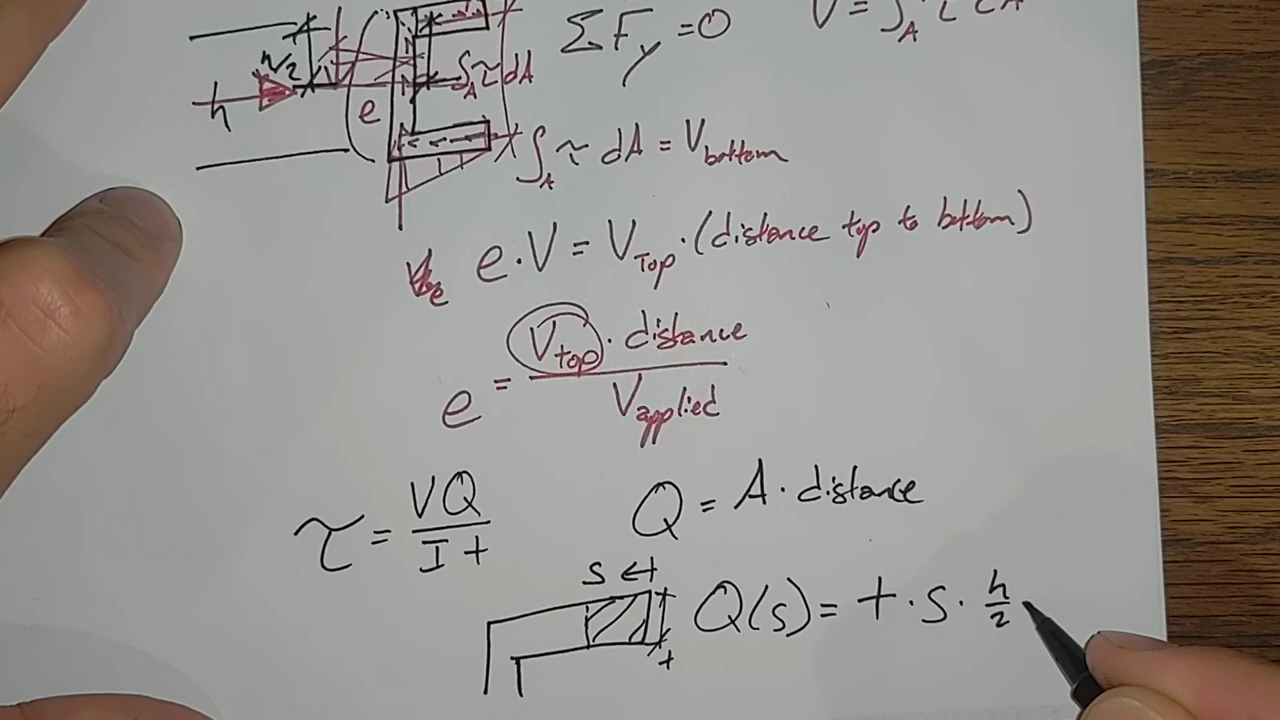 ΣF_y = 0
V = ∫_A τ dA
h/2
h
e
∫_A τ dA
∫_A τ dA = V_bottom
e · V = V_Top · (distance top to bottom)
e = V_top · distance / V_applied
τ = VQ / It
Q = A · distance
s
t
Q(s) = t · s · h/2